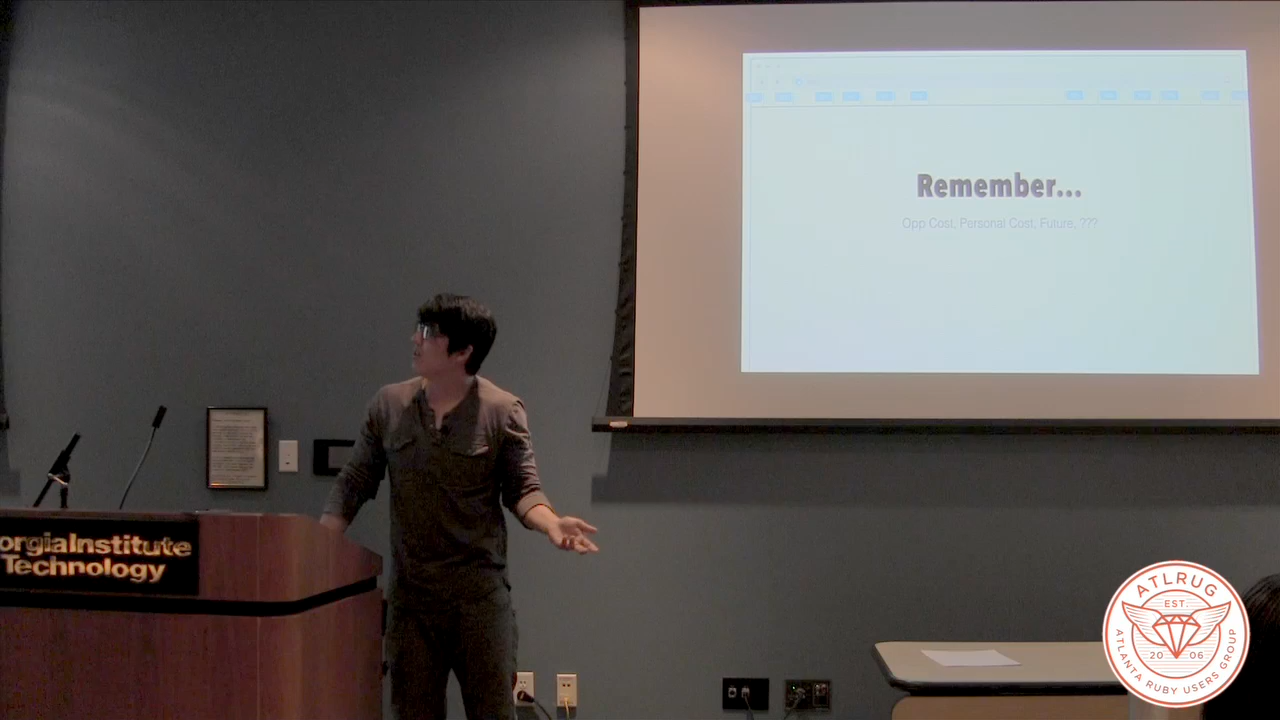 Remember...
Opp Cost, Personal Cost, Future, ???
orgiaInstitute
Technology
ATLRUG
EST.
20 06
ATLANTA RUBY USERS GROUP